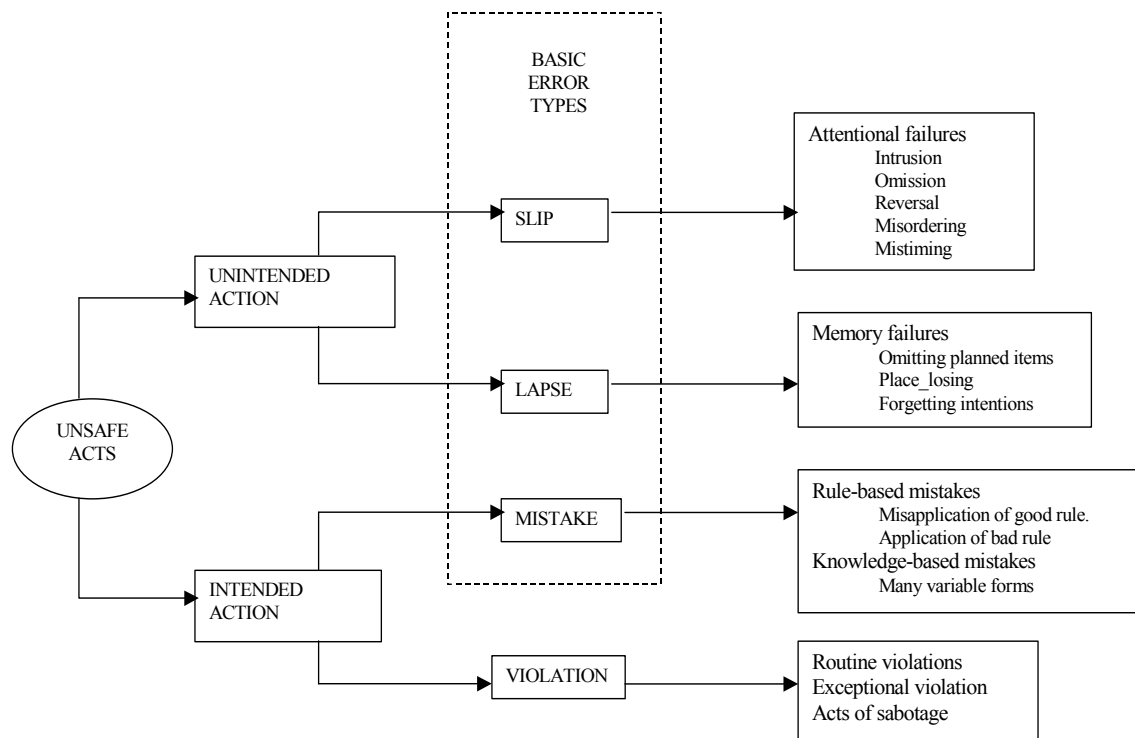 BASIC
ERROR
TYPES
Attentional failures
Intrusion
Omission
Reversal
Misordering
Mistiming
SLIP
UNINTENDED
ACTION
Memory failures
Omitting planned items
Place_losing
Forgetting intentions
LAPSE
UNSAFE
ACTS
Rule-based mistakes
Misapplication of good rule.
Application of bad rule
Knowledge-based mistakes
Many variable forms
MISTAKE
INTENDED
ACTION
VIOLATION
Routine violations
Exceptional violation
Acts of sabotage